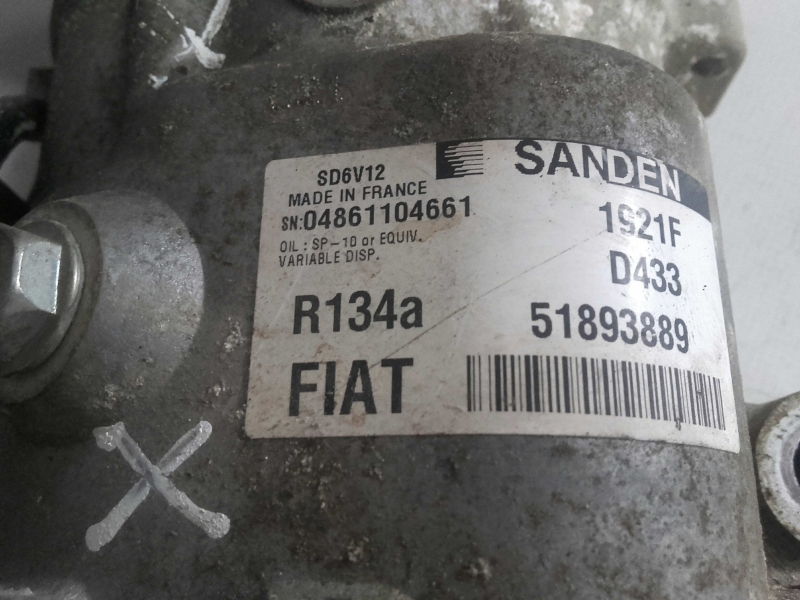 SANDEN
SD6V12
MADE IN FRANCE
SN:04861104661
1921F
OIL : SP-10 or EQUIV.
VARIABLE DISP.
D433
R134a
51893889
FIAT